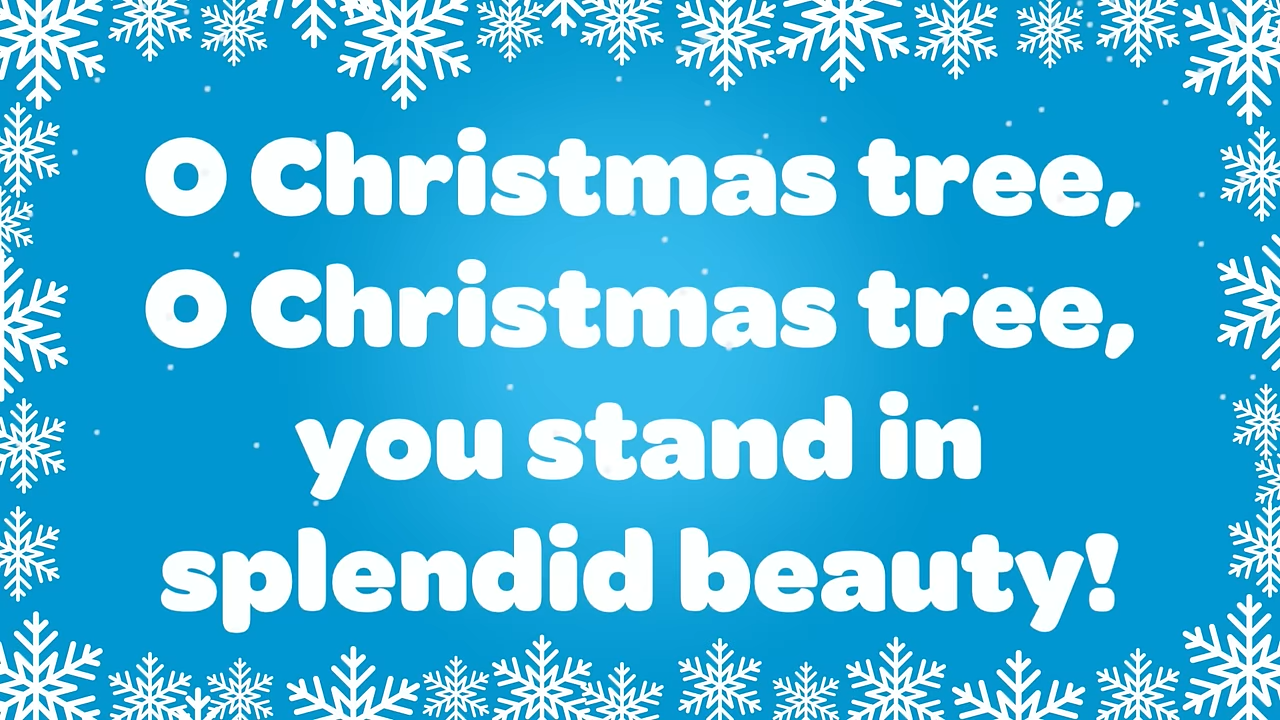 O Christmas tree,
O Christmas tree,
you stand in
splendid beauty!